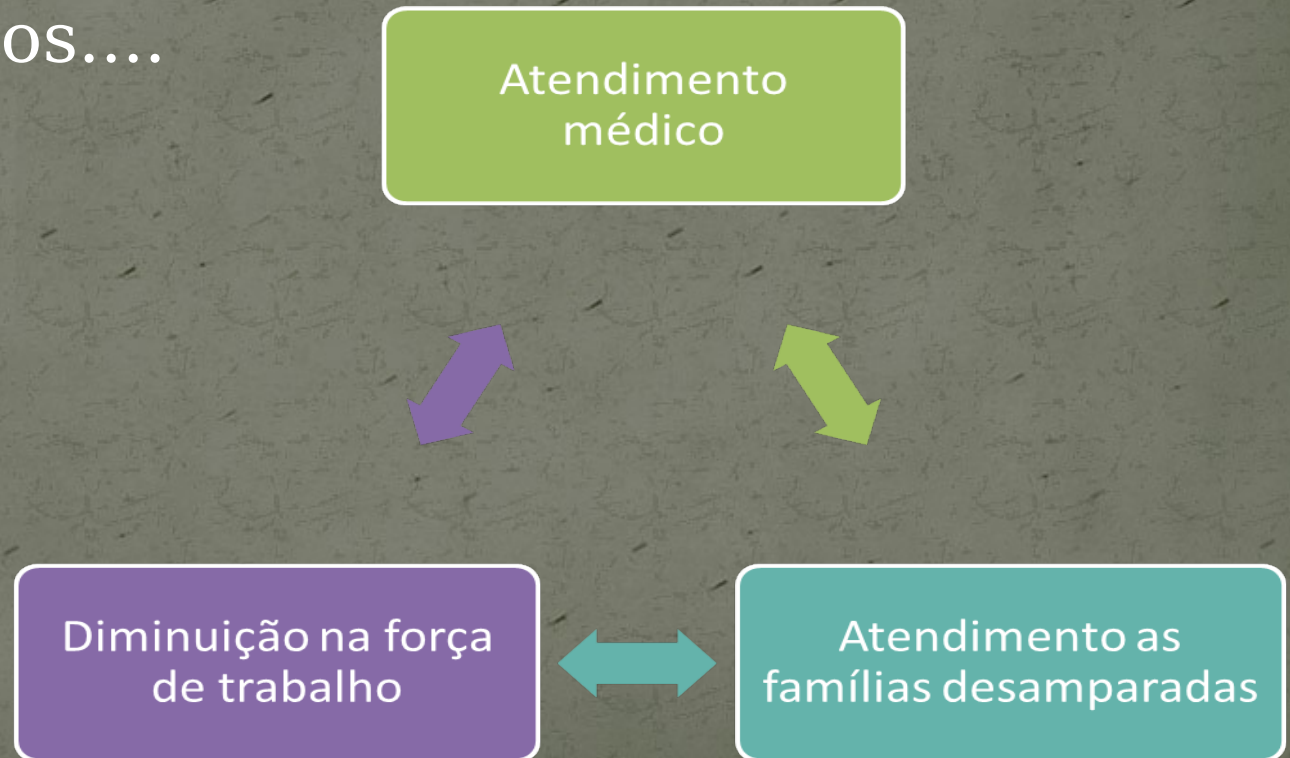 os....
Atendimento
médico
Diminuição na força
de trabalho
Atendimento as
famílias desamparadas